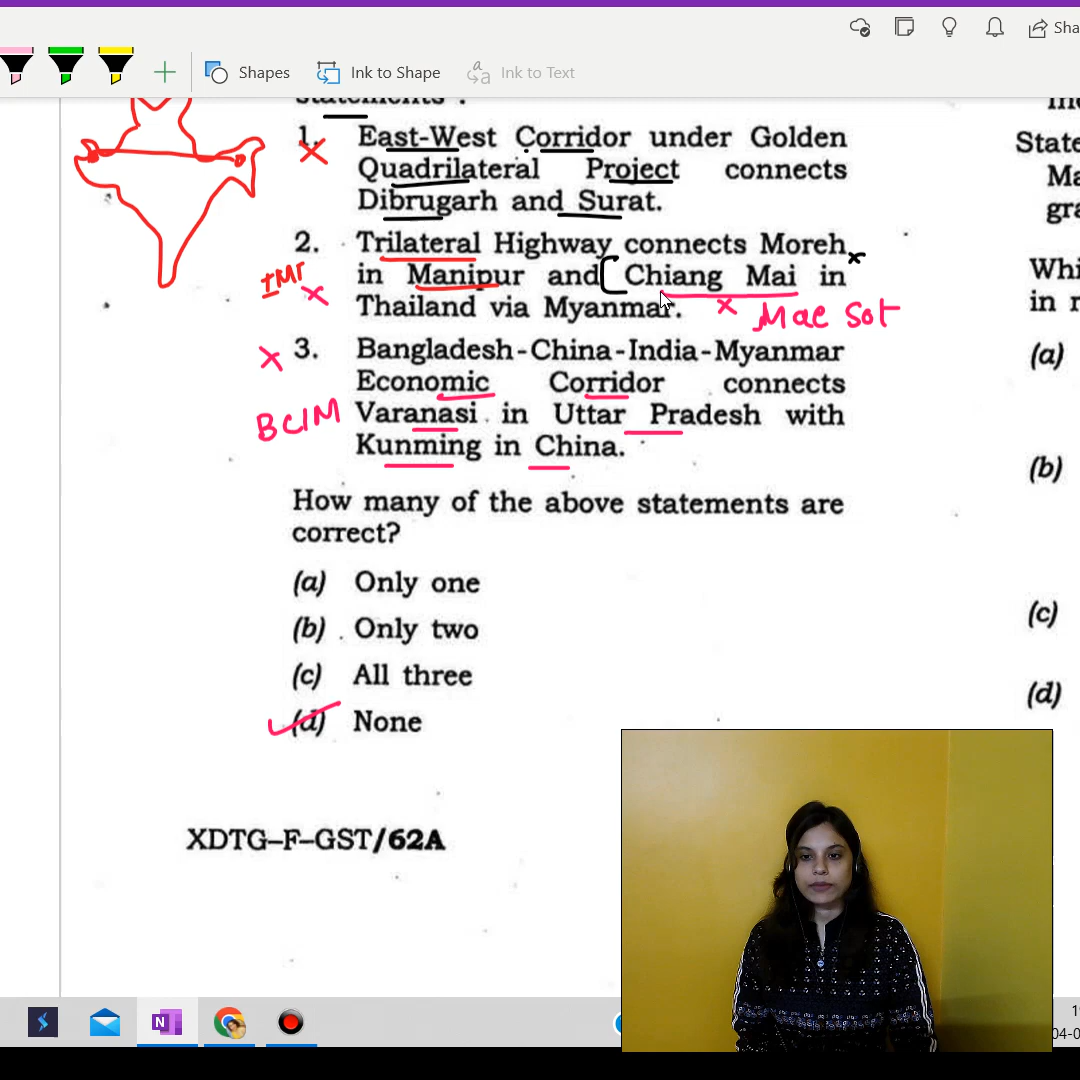 Sha
Shapes
Ink to Shape
Ink to Text
statements :
1. East-West Corridor under Golden
Quadrilateral Project connects
Dibrugarh and Surat.
2. Trilateral Highway connects Moreh
in Manipur and Chiang Mai in
Thailand via Myanmar.
IMT
Mae Sot
3. Bangladesh-China-India-Myanmar
Economic Corridor connects
Varanasi in Uttar Pradesh with
Kunming in China.
BCIM
How many of the above statements are
correct?
(a) Only one
(b) Only two
(c) All three
(d) None
XDTG–F–GST/62A
State
Ma
gra
Whi
in r
(a)
(b)
(c)
(d)
04-0